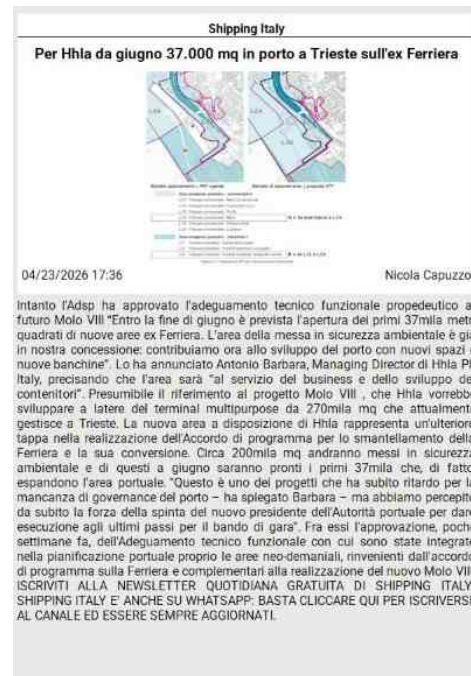 Shipping Italy
Per Hhla da giugno 37.000 mq in porto a Trieste sull'ex Ferriera
04/23/2026 17:36
Nicola Capuzzo
Intanto l'Adsp ha approvato l'adeguamento tecnico funzionale propedeutico a
futuro Molo VIII "Entro la fine di giugno è prevista l'apertura dei primi 37mila metr
quadrati di nuove aree ex Ferriera. L'area della messa in sicurezza ambientale è già
in nostra concessione: contribuiamo ora allo sviluppo del porto con nuovi spazi
nuove banchine". Lo ha annunciato Antonio Barbara, Managing Director di Hhla Pl
Italy, precisando che l'area sarà "al servizio del business e dello sviluppo de
contenitori". Presumibile il riferimento al progetto Molo VIII , che Hhla vorrebbe
sviluppare a latere del terminal multipurpose da 270mila mq che attualment
gestisce a Trieste. La nuova area a disposizione di Hhla rappresenta un'ulteriore
tappa nella realizzazione dell'Accordo di programma per lo smantellamento della
Ferriera e la sua conversione. Circa 200mila mq andranno messi in sicurezza
ambientale e di questi a giugno saranno pronti i primi 37mila che, di fatto
espandono l'area portuale. "Questo è uno dei progetti che ha subito ritardo per la
mancanza di governance del porto – ha spiegato Barbara – ma abbiamo percepito
da subito la forza della spinta del nuovo presidente dell'Autorità portuale per dare
esecuzione agli ultimi passi per il bando di gara". Fra essi l'approvazione, poche
settimane fa, dell'Adeguamento tecnico funzionale con cui sono state integrate
nella pianificazione portuale proprio le aree neo-demaniali, rinvenienti dall'accordo
di programma sulla Ferriera e complementari alla realizzazione del nuovo Molo VIII
ISCRIVITI ALLA NEWSLETTER QUOTIDIANA GRATUITA DI SHIPPING ITALY
SHIPPING ITALY E' ANCHE SU WHATSAPP: BASTA CLICCARE QUI PER ISCRIVERSI
AL CANALE ED ESSERE SEMPRE AGGIORNATI.